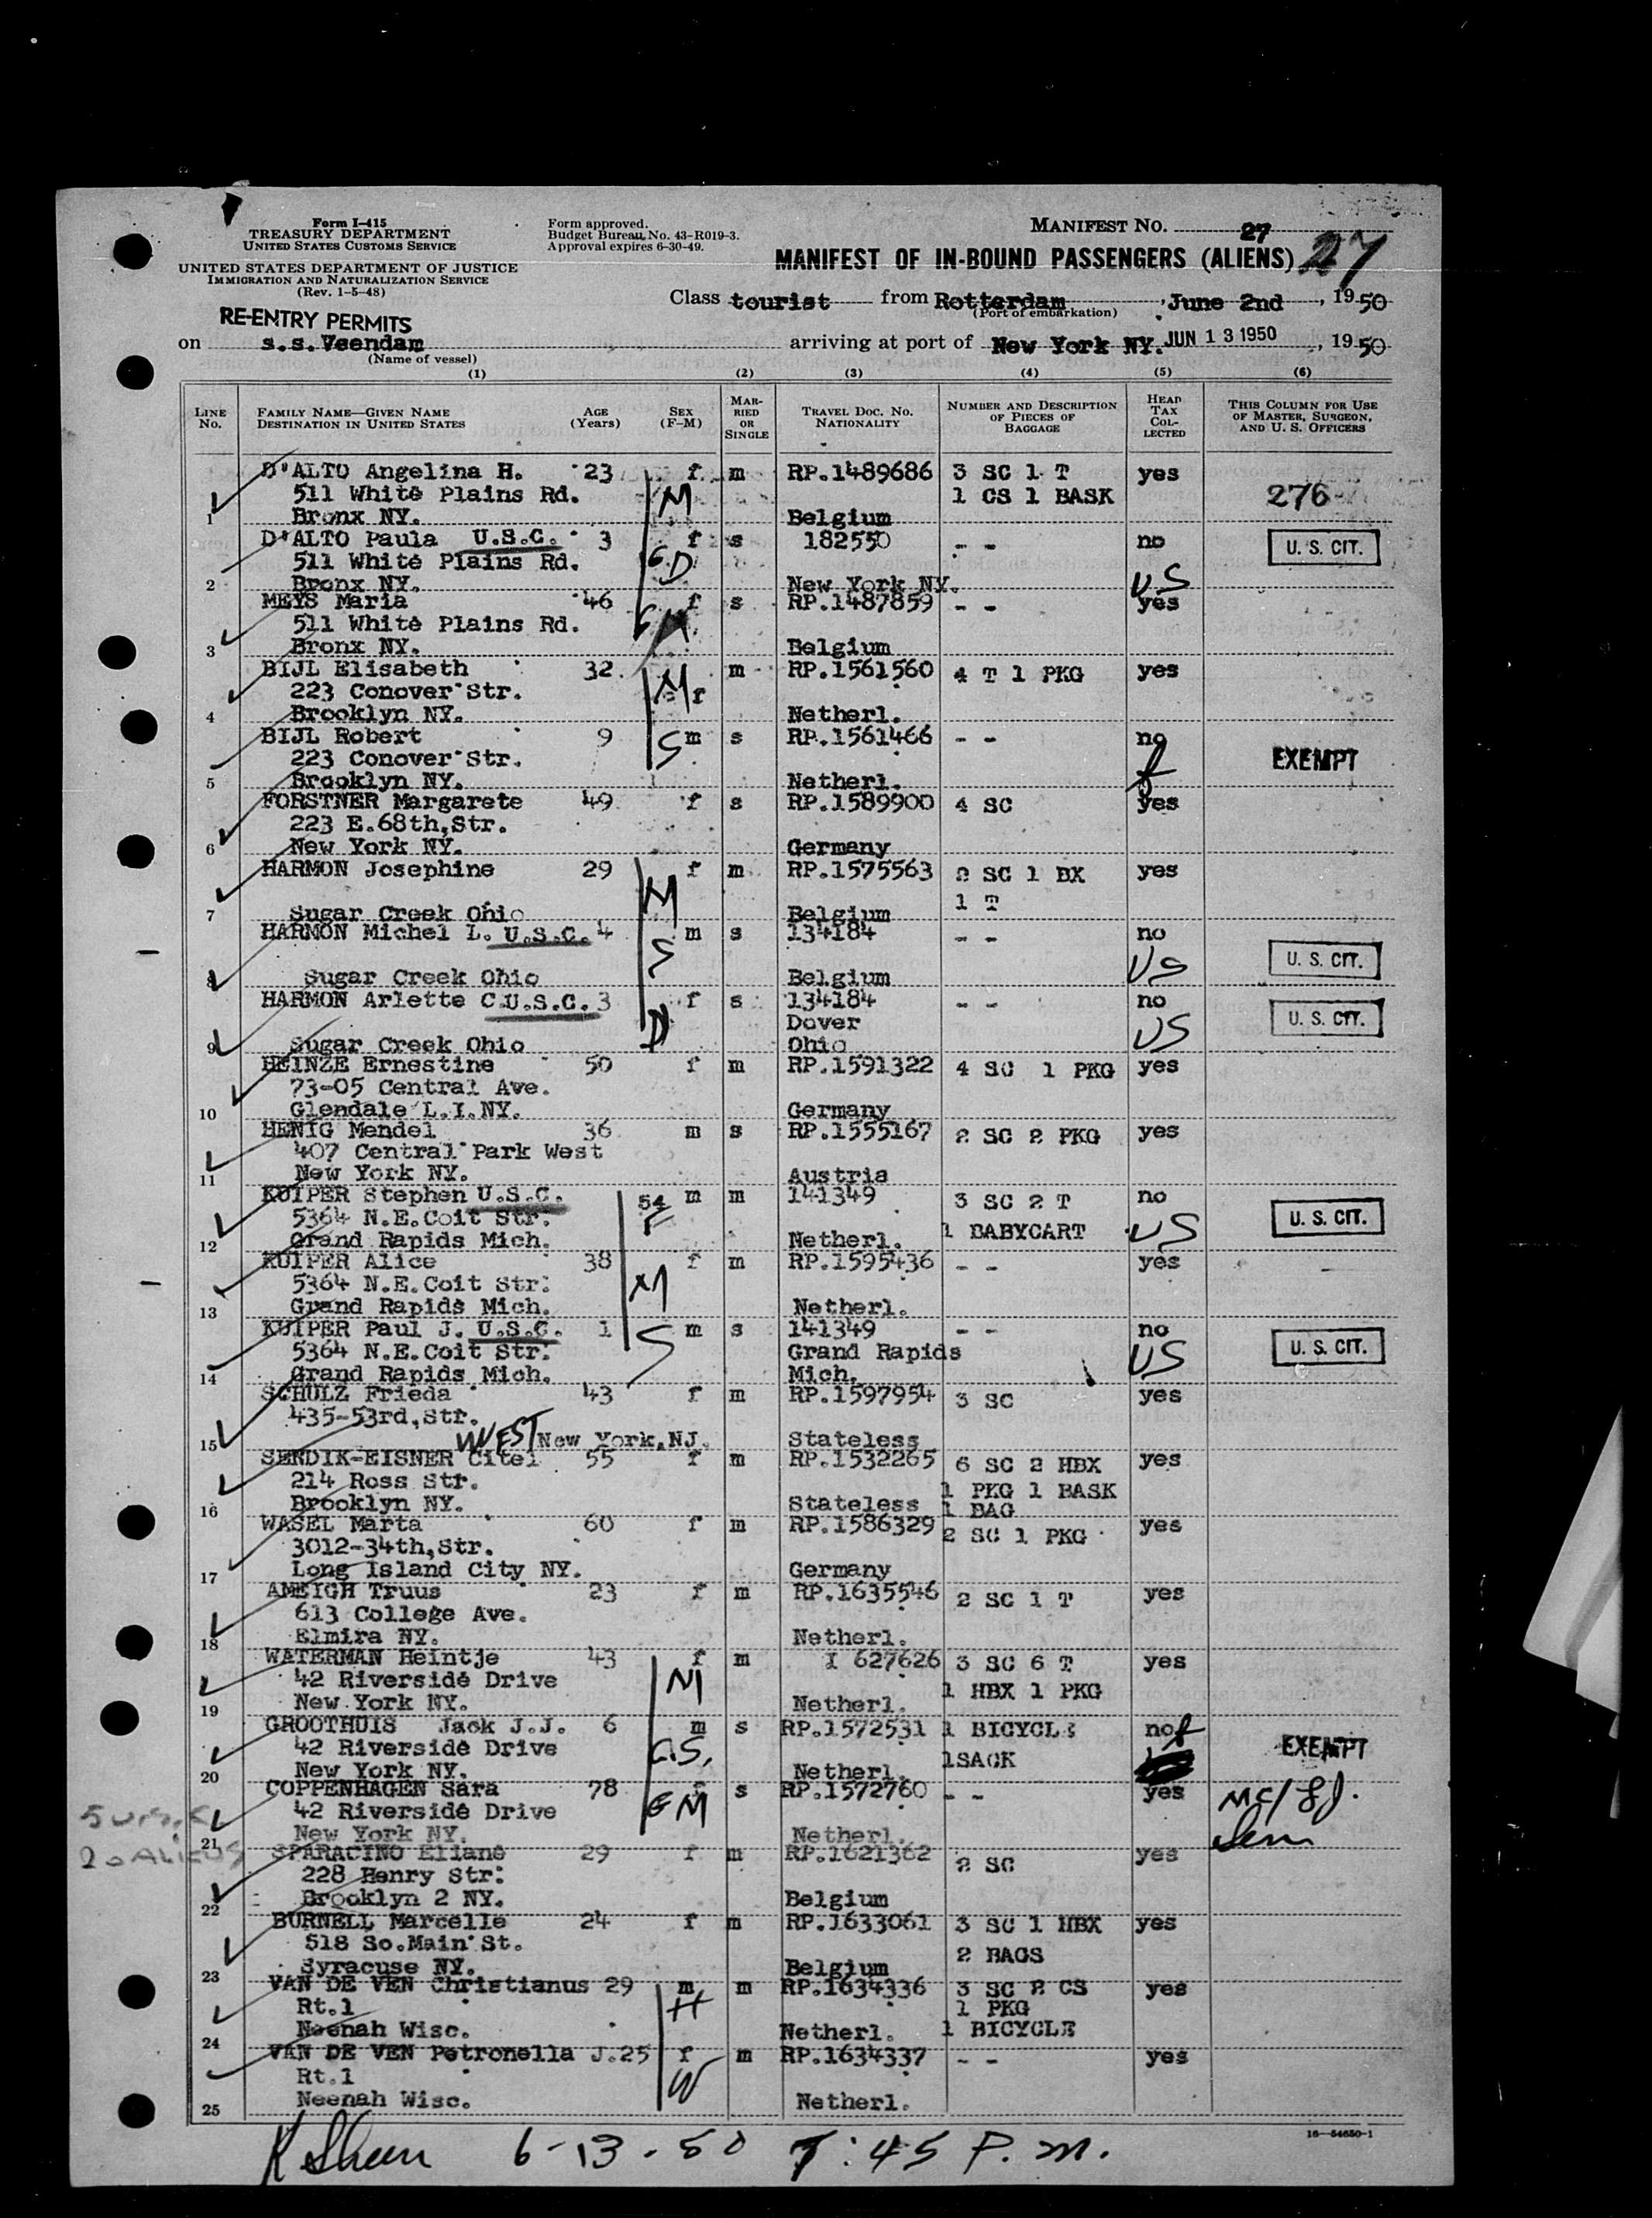 Form I-415
TREASURY DEPARTMENT
UNITED STATES CUSTOMS SERVICE
Form approved.
Budget Bureau No. 43-R019-3.
Approval expires 6-30-49.
MANIFEST No. 27
MANIFEST OF IN-BOUND PASSENGERS (ALIENS) 27
UNITED STATES DEPARTMENT OF JUSTICE
IMMIGRATION AND NATURALIZATION SERVICE
(Rev. 1-5-48)
Class tourist from Rotterdam, June 2nd, 1950
(Port of embarkation)
RE-ENTRY PERMITS
on s.s. Veendam arriving at port of New York NY. JUN 13 1950, 1950
(Name of vessel)
(1) (2) (3) (4) (5) (6)
LINE No.
FAMILY NAME—GIVEN NAME
DESTINATION IN UNITED STATES
AGE (Years)
SEX (F-M)
MARRIED OR SINGLE
TRAVEL DOC. No.
NATIONALITY
NUMBER AND DESCRIPTION OF PIECES OF BAGGAGE
HEAD TAX COLLECTED
THIS COLUMN FOR USE OF MASTER, SURGEON, AND U. S. OFFICERS
D'ALTO Angelina H. 23 f m RP.1489686 3 SC 1 T yes
511 White Plains Rd. M 1 CS 1 BASK 276
1 Bronx NY. Belgium
D'ALTO Paula U.S.C. 3 f s 182550 - - no U. S. CIT.
511 White Plains Rd. D
2 Bronx NY. New York NY. US
MEYS Maria 46 f s RP.1487859 - - yes
511 White Plains Rd.
3 Bronx NY. Belgium
BIJL Elisabeth 32 m RP.1561560 4 T 1 PKG yes
223 Conover Str. M f
4 Brooklyn NY. Netherl.
BIJL Robert 9 S m s RP.1561466 - - no EXEMPT
223 Conover Str.
5 Brooklyn NY. Netherl.
FORSTNER Margarete 49 f s RP.1589900 4 SC yes
223 E.68th,Str.
6 New York NY. Germany
HARMON Josephine 29 f m RP.1575563 2 SC 1 BX yes
M 1 T
7 Sugar Creek Ohio Belgium
HARMON Michel L. U.S.C. 4 m s 134184 - - no
S US U. S. CIT.
8 Sugar Creek Ohio Belgium
HARMON Arlette C U.S.C. 3 f s 134184 - - no U. S. CIT.
D Dover US
9 Sugar Creek Ohio Ohio
HEINZE Ernestine 50 f m RP.1591322 4 SC 1 PKG yes
73-05 Central Ave.
10 Glendale L.I.NY. Germany
HENIG Mendel 36 m s RP.1555167 2 SC 2 PKG yes
407 Central Park West
11 New York NY. Austria
KUIPER Stephen U.S.C. 54 m m 141349 3 SC 2 T no
5364 N.E.Coit Str. F 1 BABYCART US U. S. CIT.
12 Grand Rapids Mich. Netherl.
KUIPER Alice 38 f m RP.1595436 - - yes
5364 N.E.Coit Str. M
13 Grand Rapids Mich. Netherl.
KUIPER Paul J. U.S.C. 1 m s 141349 - - no
5364 N.E.Coit Str. S Grand Rapids US U. S. CIT.
14 Grand Rapids Mich. Mich.
SCHULZ Frieda 43 f m RP.1597954 3 SC yes
435-53rd,Str.
15 WEST New York,NJ. Stateless
SERDIK-EISNER Citel 55 f m RP.1532265 6 SC 2 HBX yes
214 Ross Str. 1 PKG 1 BASK
16 Brooklyn NY. Stateless 1 BAG
WASEL Marta 60 f m RP.1586329 2 SC 1 PKG yes
3012-34th,Str.
17 Long Island City NY. Germany
AMEIGH Truus 23 f m RP.1635546 2 SC 1 T yes
613 College Ave.
18 Elmira NY. Netherl.
WATERMAN Heintje 43 f m I 627626 3 SC 6 T yes
42 Riverside Drive M 1 HBX 1 PKG
19 New York NY. Netherl.
GROOTHUIS Jack J.J. 6 m s RP.1572531 1 BICYCLE no
42 Riverside Drive G.S. 1SACK EXEMPT
20 New York NY. Netherl.
COPPENHAGEN Sara 78 s RP.1572760 - - yes
42 Riverside Drive GM
21 New York NY. Netherl.
SPARACINO Eliane 29 f m RP.1621362 2 SC yes
228 Henry Str.
22 Brooklyn 2 NY. Belgium
BURNELL Marcelle 24 f m RP.1633061 3 SC 1 HBX yes
518 So.Main St. 2 BAGS
23 Syracuse NY. Belgium
VAN DE VEN Christianus 29 m m RP.1634336 3 SC 2 CS yes
Rt.1 H 1 PKG
24 Neenah Wisc. Netherl. 1 BICYCLE
VAN DE VEN Petronella J.25 f m RP.1634337 - - yes
Rt.1 W
25 Neenah Wisc. Netherl.
20 ALIENS
16—54650-1
K Sheen 6-13-50 7:45 P.m.